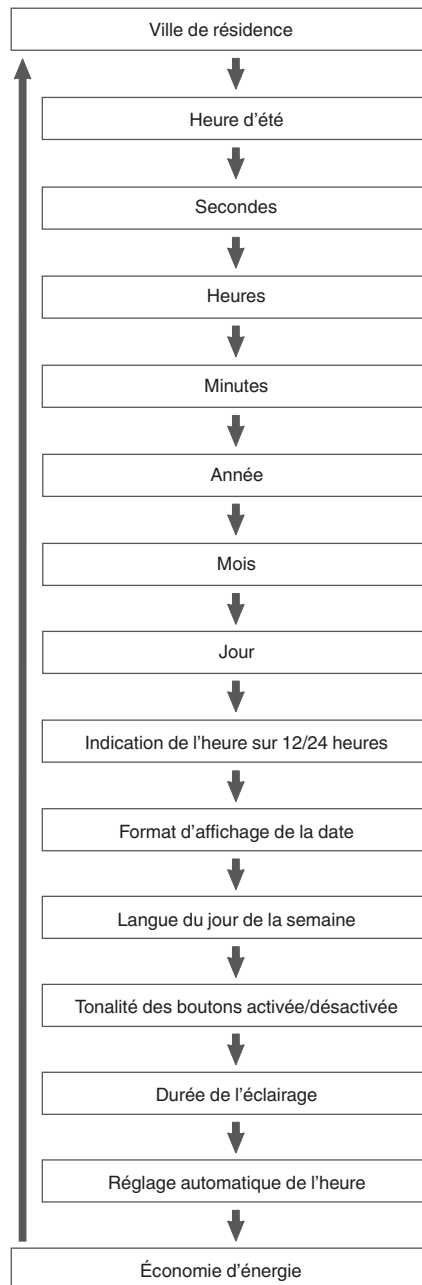 Ville de résidence
Heure d'été
Secondes
Heures
Minutes
Année
Mois
Jour
Indication de l'heure sur 12/24 heures
Format d'affichage de la date
Langue du jour de la semaine
Tonalité des boutons activée/désactivée
Durée de l'éclairage
Réglage automatique de l'heure
Économie d'énergie